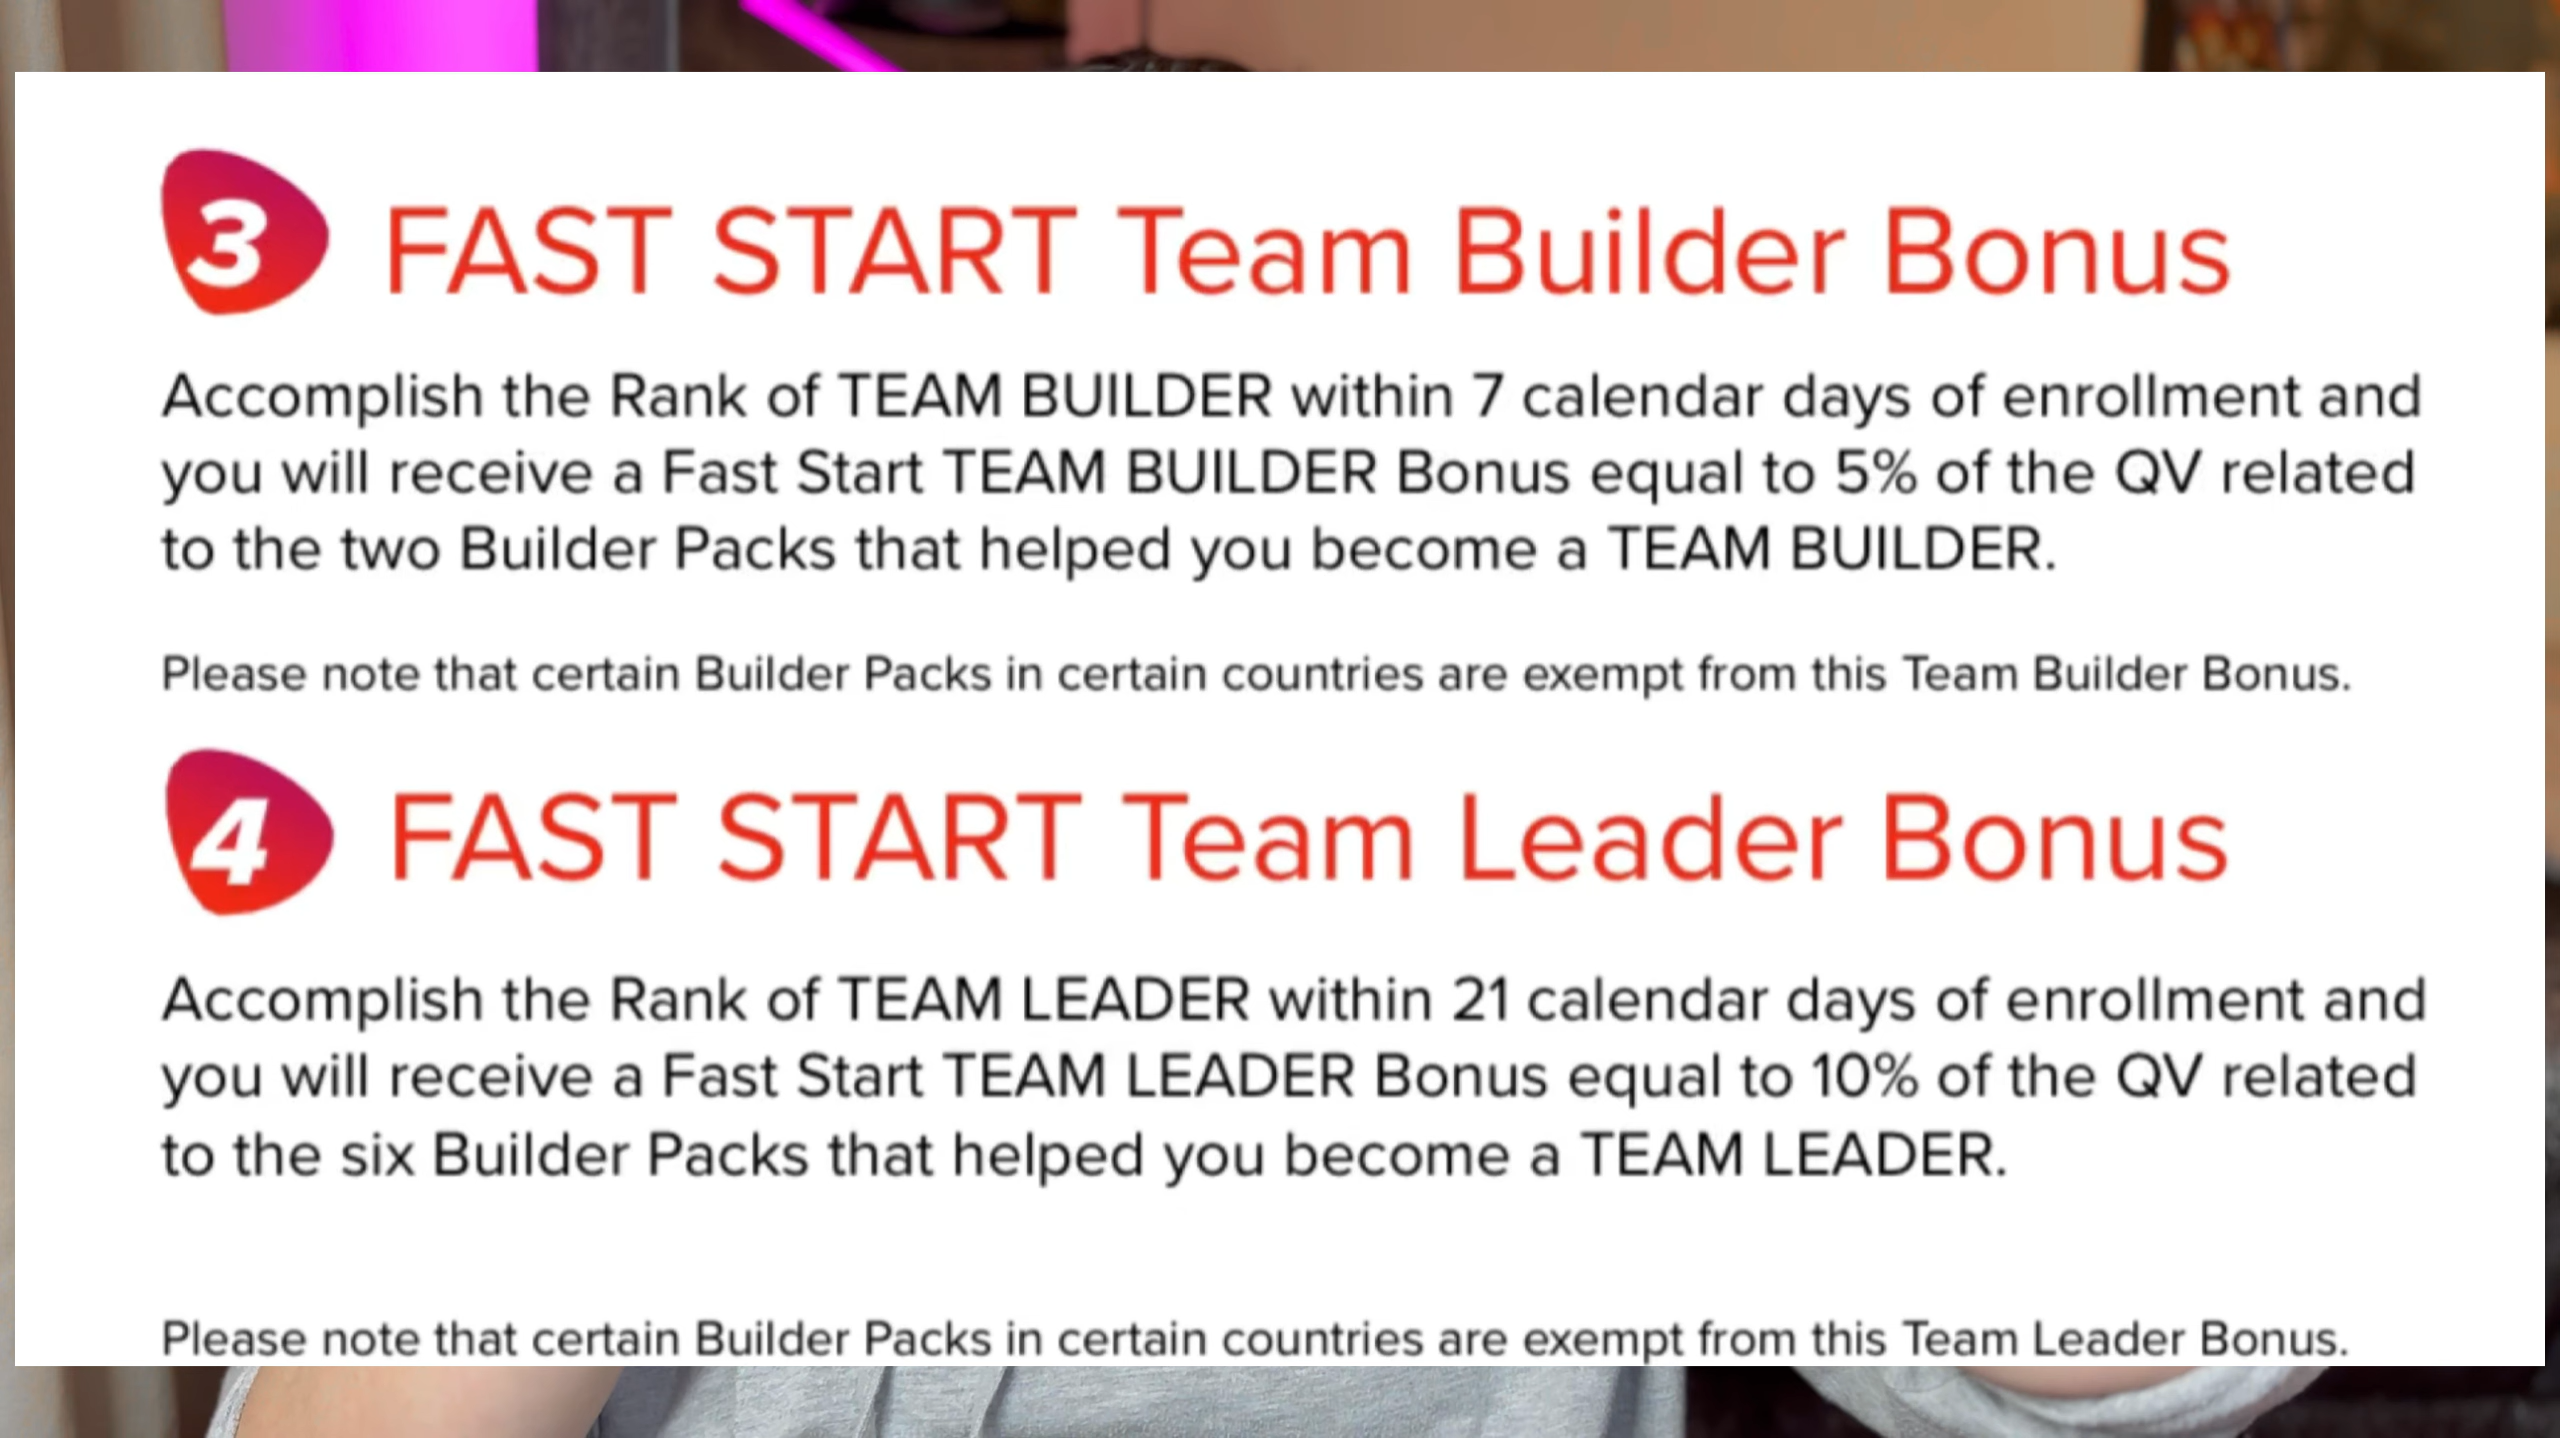 3 FAST START Team Builder Bonus
Accomplish the Rank of TEAM BUILDER within 7 calendar days of enrollment and
you will receive a Fast Start TEAM BUILDER Bonus equal to 5% of the QV related
to the two Builder Packs that helped you become a TEAM BUILDER.
Please note that certain Builder Packs in certain countries are exempt from this Team Builder Bonus.
4 FAST START Team Leader Bonus
Accomplish the Rank of TEAM LEADER within 21 calendar days of enrollment and
you will receive a Fast Start TEAM LEADER Bonus equal to 10% of the QV related
to the six Builder Packs that helped you become a TEAM LEADER.
Please note that certain Builder Packs in certain countries are exempt from this Team Leader Bonus.